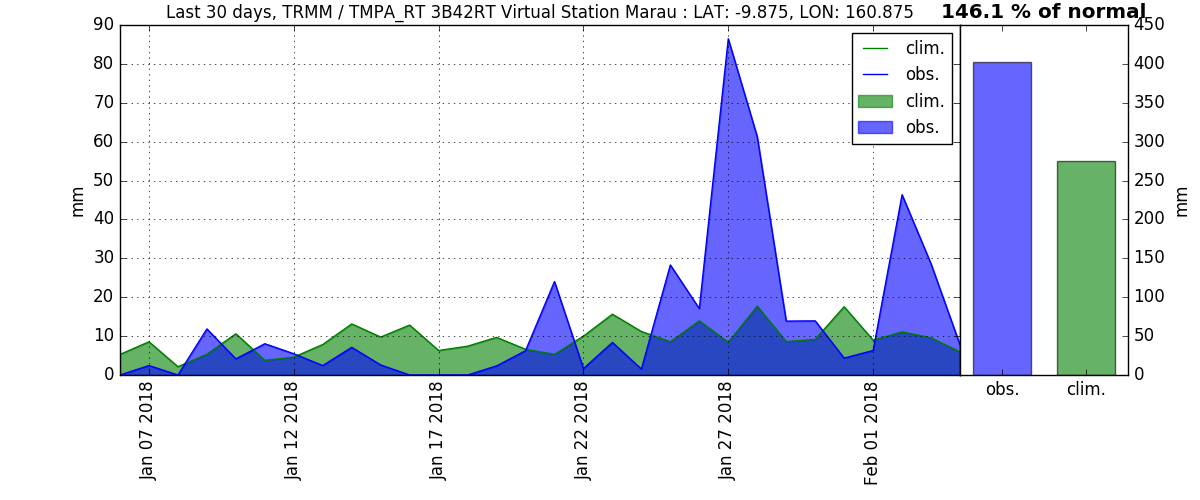 Last 30 days, TRMM / TMPA_RT 3B42RT Virtual Station Marau : LAT: -9.875, LON: 160.875
146.1 % of normal
90
80
70
60
50
40
30
20
10
0
mm
clim.
obs.
clim.
obs.
450
400
350
300
250
200
150
100
50
0
mm
Jan 07 2018
Jan 12 2018
Jan 17 2018
Jan 22 2018
Jan 27 2018
Feb 01 2018
obs.
clim.